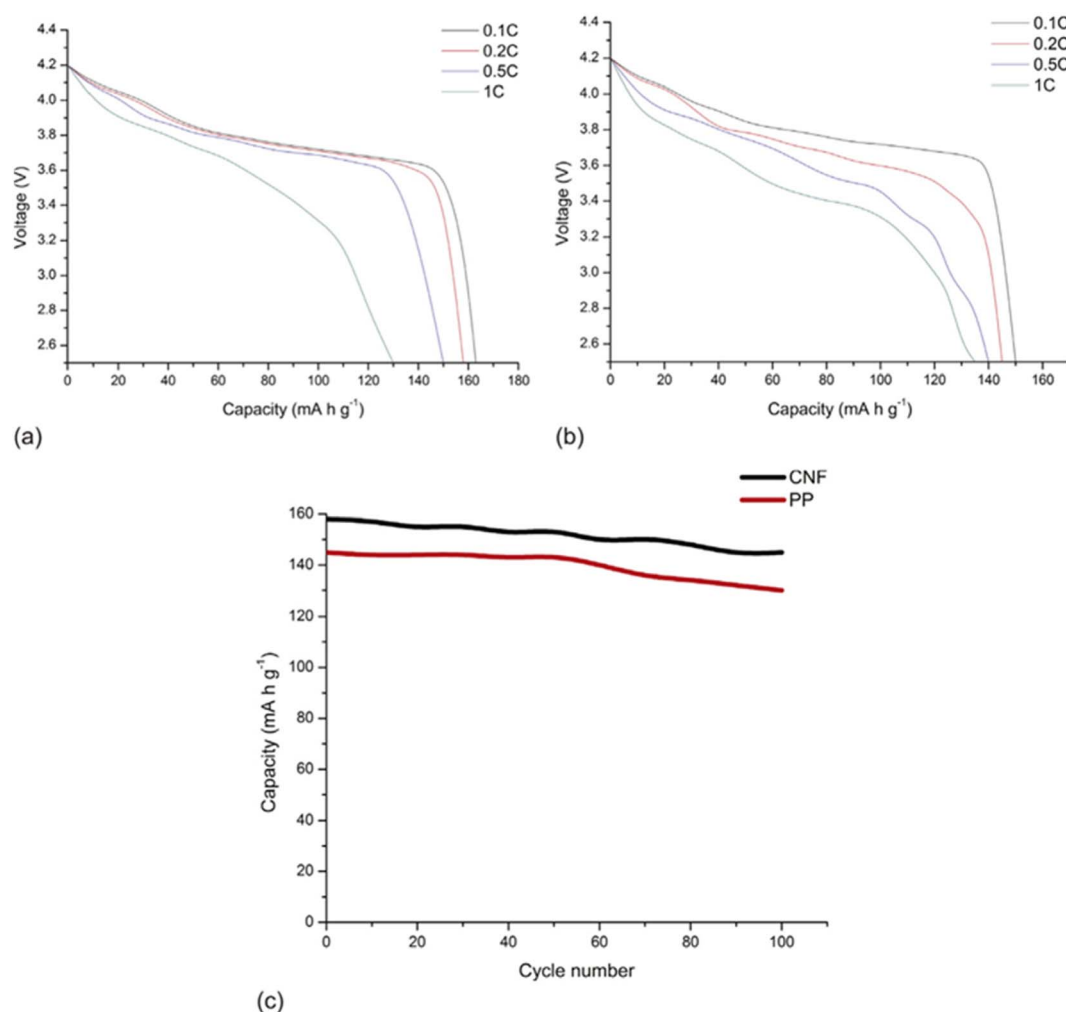 4.4
4.2
4.0
3.8
3.6
3.4
3.2
3.0
2.8
2.6
Voltage (V)
0 20 40 60 80 100 120 140 160 180
Capacity (mA h g⁻¹)
0.1C
0.2C
0.5C
1C
(a)
4.4
4.2
4.0
3.8
3.6
3.4
3.2
3.0
2.8
2.6
Voltage (V)
0 20 40 60 80 100 120 140 160
Capacity (mA h g⁻¹)
0.1C
0.2C
0.5C
1C
(b)
CNF
PP
160
140
120
100
80
60
40
20
0
Capacity (mA h g⁻¹)
0 20 40 60 80 100
Cycle number
(c)